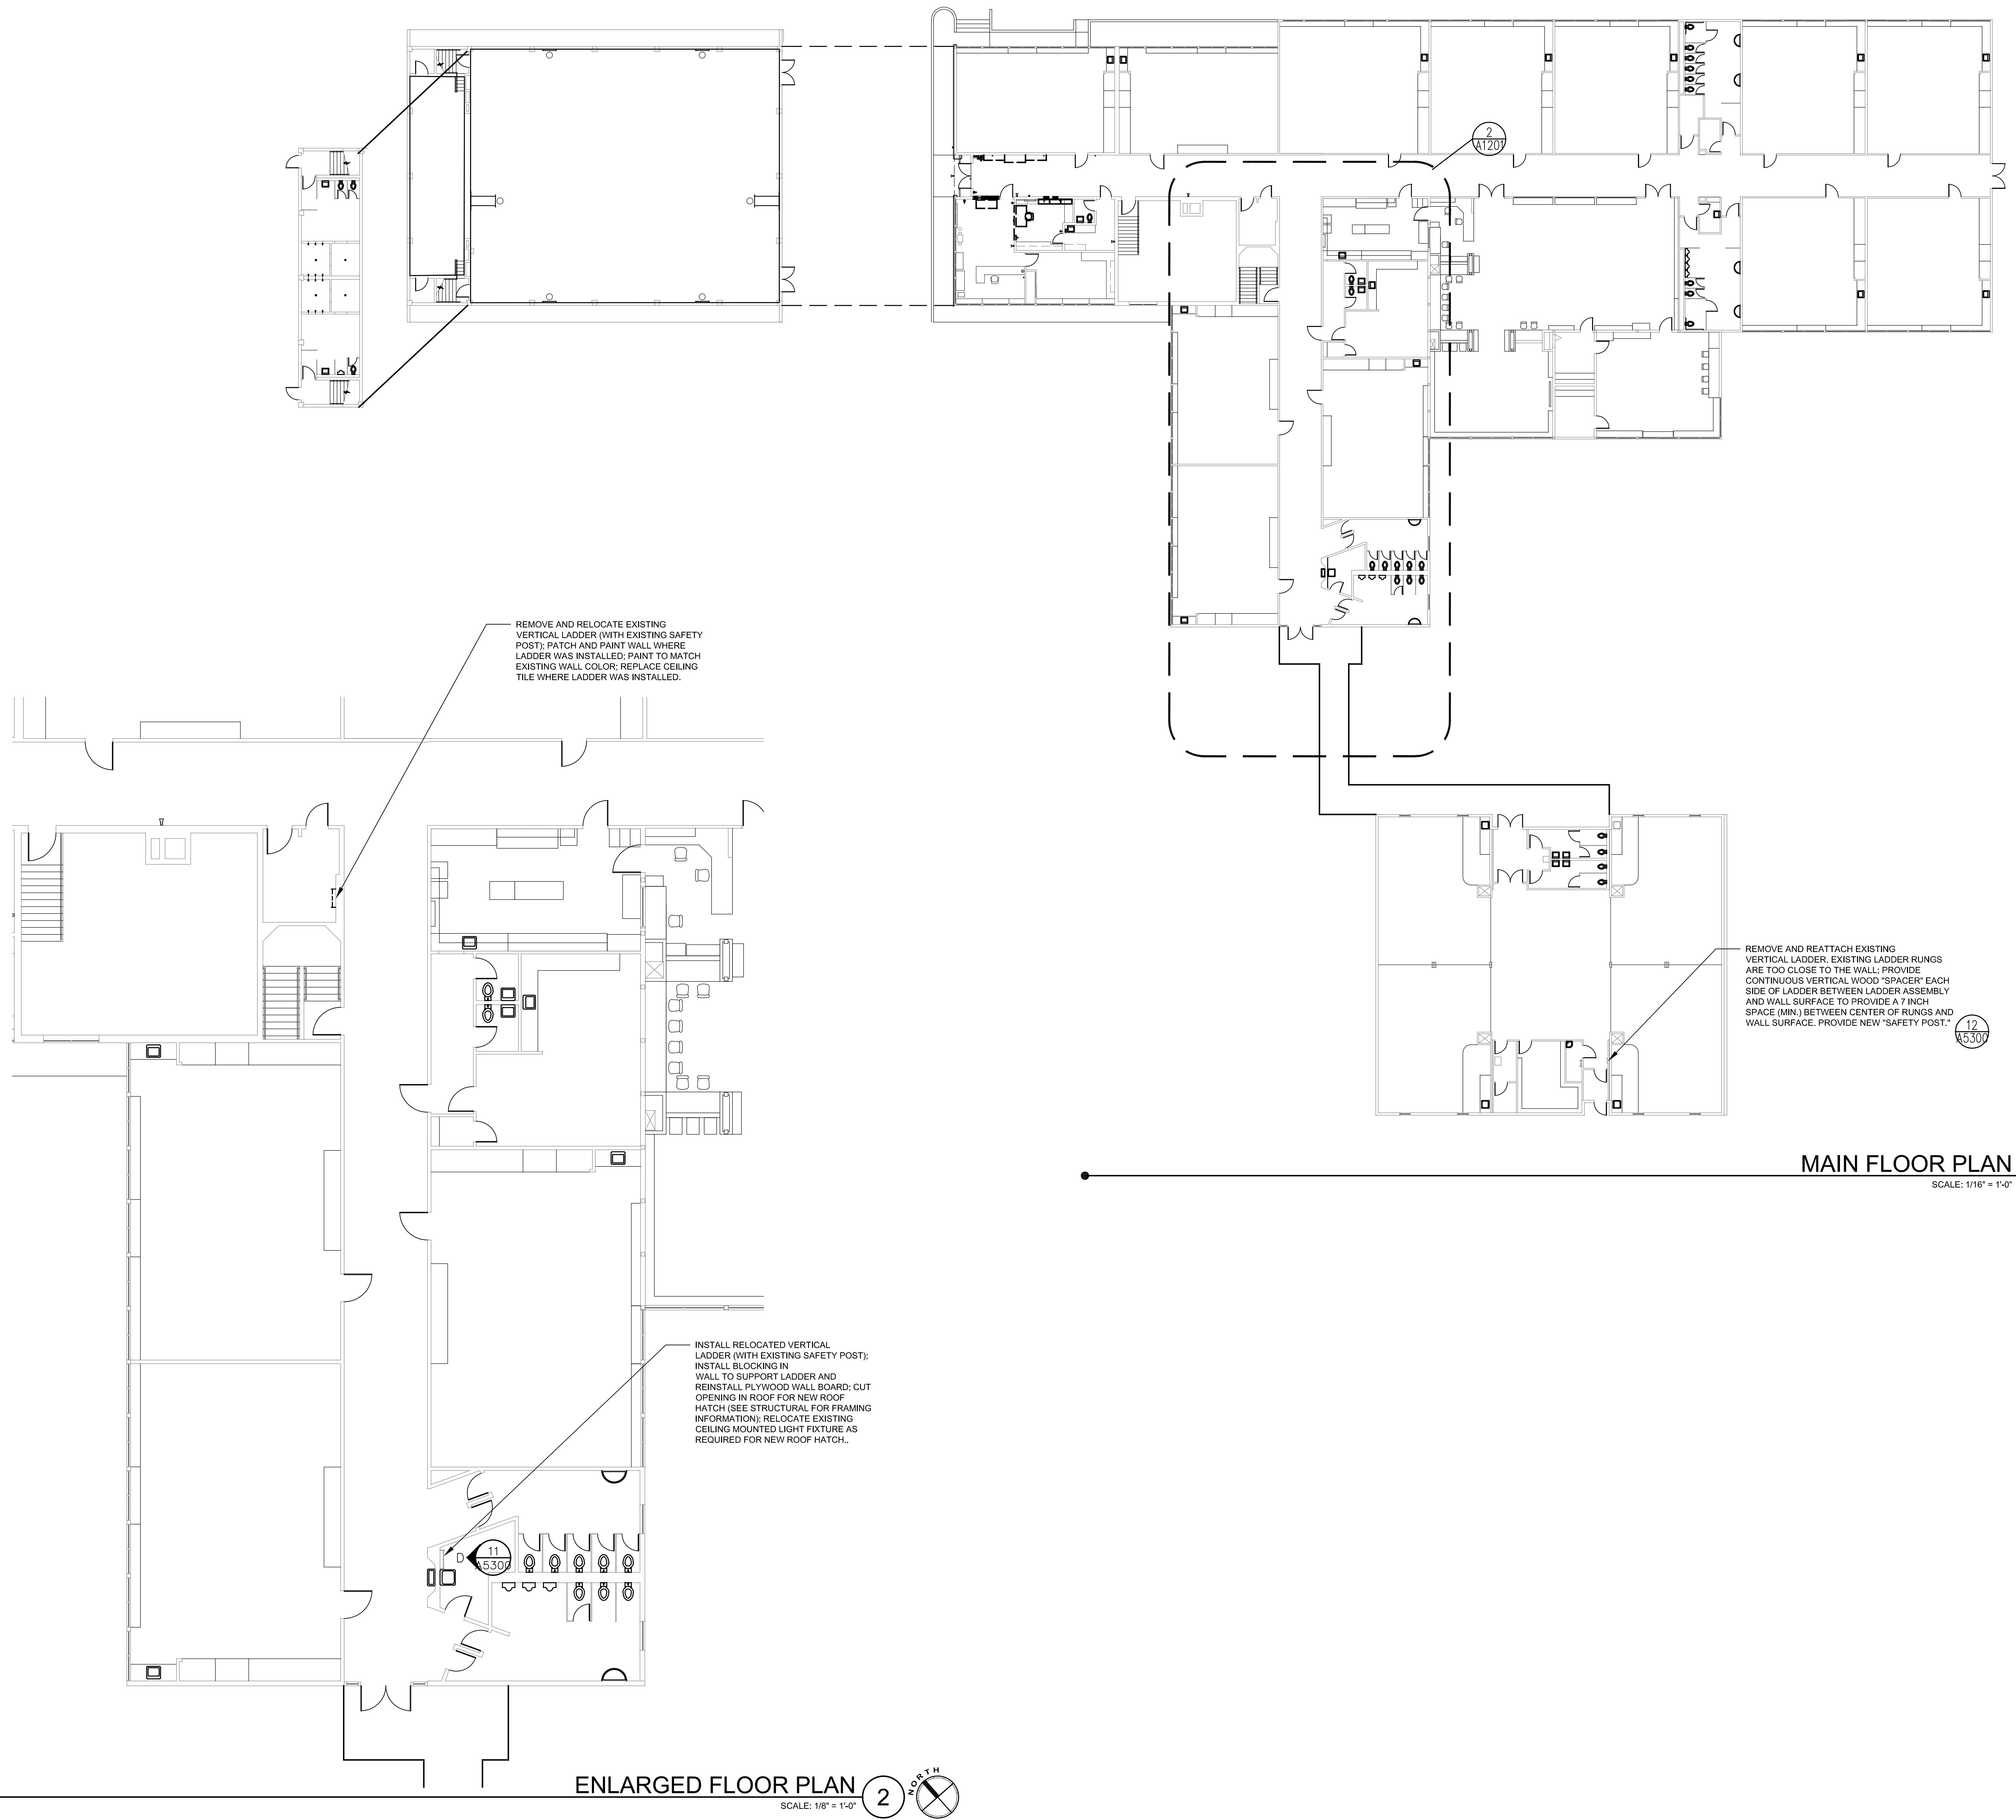 2
A1201
REMOVE AND RELOCATE EXISTING
VERTICAL LADDER (WITH EXISTING SAFETY
POST); PATCH AND PAINT WALL WHERE
LADDER WAS INSTALLED; PAINT TO MATCH
EXISTING WALL COLOR; REPLACE CEILING
TILE WHERE LADDER WAS INSTALLED.
REMOVE AND REATTACH EXISTING
VERTICAL LADDER. EXISTING LADDER RUNGS
ARE TOO CLOSE TO THE WALL; PROVIDE
CONTINUOUS VERTICAL WOOD "SPACER" EACH
SIDE OF LADDER BETWEEN LADDER ASSEMBLY
AND WALL SURFACE TO PROVIDE A 7 INCH
SPACE (MIN.) BETWEEN CENTER OF RUNGS AND
WALL SURFACE. PROVIDE NEW "SAFETY POST."
12
A5300
MAIN FLOOR PLAN
SCALE: 1/16" = 1'-0"
INSTALL RELOCATED VERTICAL
LADDER (WITH EXISTING SAFETY POST);
INSTALL BLOCKING IN
WALL TO SUPPORT LADDER AND
REINSTALL PLYWOOD WALL BOARD; CUT
OPENING IN ROOF FOR NEW ROOF
HATCH (SEE STRUCTURAL FOR FRAMING
INFORMATION); RELOCATE EXISTING
CEILING MOUNTED LIGHT FIXTURE AS
REQUIRED FOR NEW ROOF HATCH..
D
11
A5300
ENLARGED FLOOR PLAN
SCALE: 1/8" = 1'-0"
2
NORTH